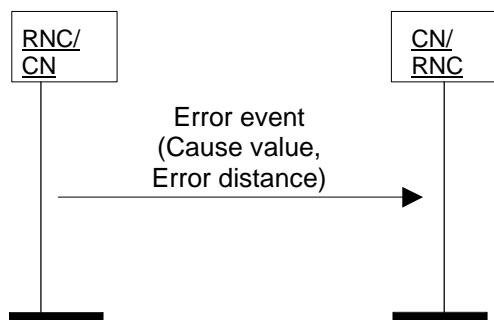 RNC/
CN
CN/
RNC
Error event
(Cause value,
Error distance)